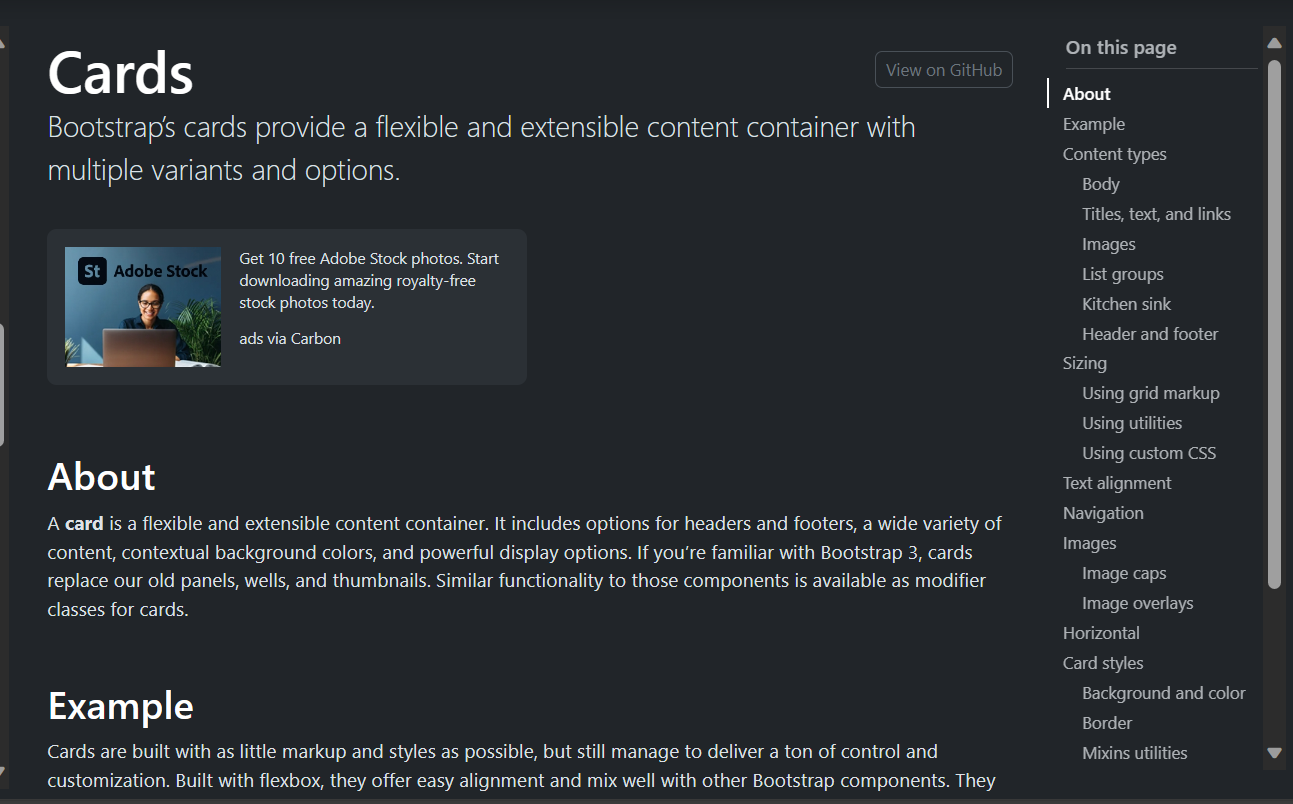 Cards
View on GitHub
Bootstrap’s cards provide a flexible and extensible content container with
multiple variants and options.
St Adobe Stock
Get 10 free Adobe Stock photos. Start
downloading amazing royalty-free
stock photos today.
ads via Carbon
About
A card is a flexible and extensible content container. It includes options for headers and footers, a wide variety of
content, contextual background colors, and powerful display options. If you’re familiar with Bootstrap 3, cards
replace our old panels, wells, and thumbnails. Similar functionality to those components is available as modifier
classes for cards.
Example
Cards are built with as little markup and styles as possible, but still manage to deliver a ton of control and
customization. Built with flexbox, they offer easy alignment and mix well with other Bootstrap components. They
On this page
About
Example
Content types
Body
Titles, text, and links
Images
List groups
Kitchen sink
Header and footer
Sizing
Using grid markup
Using utilities
Using custom CSS
Text alignment
Navigation
Images
Image caps
Image overlays
Horizontal
Card styles
Background and color
Border
Mixins utilities